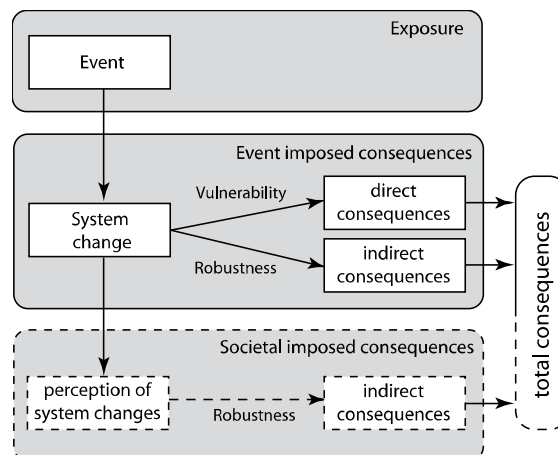 Exposure
Event
Event imposed consequences
Vulnerability
direct
consequences
System
change
Robustness
indirect
consequences
total consequences
Societal imposed consequences
perception of
system changes
Robustness
indirect
consequences